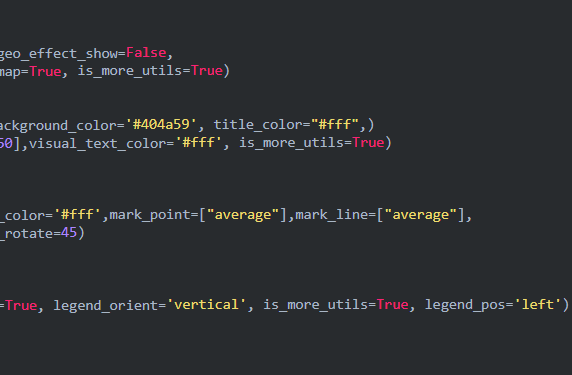 geo_effect_show=False,
map=True, is_more_utils=True)
ackground_color='#404a59', title_color="#fff",)
60],visual_text_color='#fff', is_more_utils=True)
_color='#fff',mark_point=["average"],mark_line=["average"],
_rotate=45)
=True, legend_orient='vertical', is_more_utils=True, legend_pos='left')